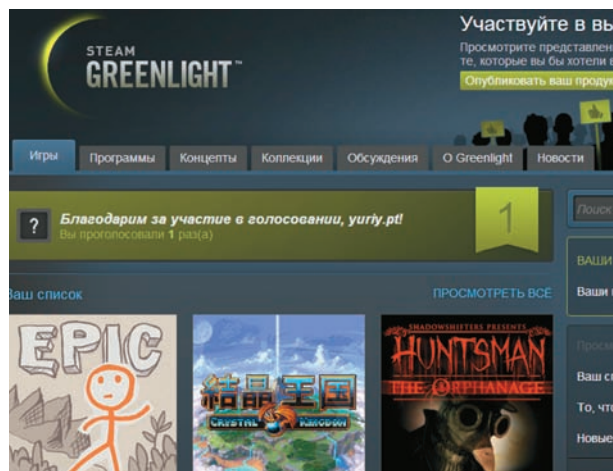 STEAM
GREENLIGHT™
Участвуйте в вы
Просмотрите представлен
те, которые вы бы хотели в
Опубликовать ваш продук
Игры
Программы
Концепты
Коллекции
Обсуждения
О Greenlight
Новости
?
Благодарим за участие в голосовании, yuriy.pt!
Вы проголосовали 1 раз(а)
1
Поиск
ВАШИ
Ваши
Ваш список
ПРОСМОТРЕТЬ ВСЁ
Просм
Ваш сп
То, что
Новые
EPIC
結晶王国
CRYSTAL KINGDOM
SHADOWSHIFTERS PRESENTS
HUNTSMAN
THE ORPHANAGE